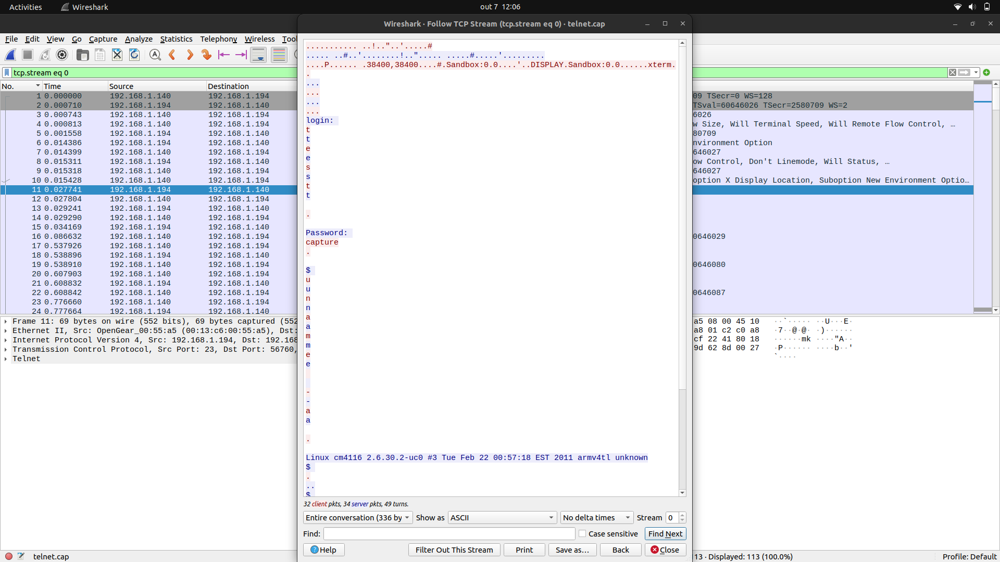 Activities Wireshark out 7 12:06
Wireshark · Follow TCP Stream (tcp.stream eq 0) · telnet.cap
File Edit View Go Capture Analyze Statistics Telephony Wireless Tool
tcp.stream eq 0
No. Time Source Destination
1 0.000000 192.168.1.140 192.168.1.194 09 TSecr=0 WS=128
2 0.000710 192.168.1.194 192.168.1.140 TSval=60646026 TSecr=2580709 WS=2
3 0.000743 192.168.1.140 192.168.1.194 6026
4 0.000813 192.168.1.140 192.168.1.194 w Size, Will Terminal Speed, Will Remote Flow Control, …
5 0.001558 192.168.1.194 192.168.1.140 80709
6 0.014386 192.168.1.194 192.168.1.140 nvironment Option
7 0.014399 192.168.1.140 192.168.1.194 646027
8 0.015311 192.168.1.194 192.168.1.140 ow Control, Don't Linemode, Will Status, …
9 0.015318 192.168.1.140 192.168.1.194 646027
10 0.015428 192.168.1.140 192.168.1.194 option X Display Location, Suboption New Environment Optio…
11 0.027741 192.168.1.194 192.168.1.140
12 0.027804 192.168.1.140 192.168.1.194
13 0.029241 192.168.1.194 192.168.1.140
14 0.029290 192.168.1.140 192.168.1.194
15 0.034169 192.168.1.194 192.168.1.140
16 0.086632 192.168.1.140 192.168.1.194 0646029
17 0.537926 192.168.1.140 192.168.1.194
18 0.538896 192.168.1.194 192.168.1.140
19 0.538910 192.168.1.140 192.168.1.194 0646080
20 0.607903 192.168.1.140 192.168.1.194
21 0.608832 192.168.1.194 192.168.1.140
22 0.608842 192.168.1.140 192.168.1.194 0646087
23 0.776660 192.168.1.140 192.168.1.194
24 0.777664 192.168.1.194 192.168.1.140
........... ..!.."..'.....#
..... ..#..'........!.."..... .....#.....'.........
....P...... .38400,38400....#.Sandbox:0.0....'..DISPLAY.Sandbox:0.0......xterm.
.
...
...
...
...
login:
t
t
e
e
s
s
t
t
.
Password:
capture
.
$
u
u
n
n
a
a
m
m
e
e
-
-
a
a
.
Linux cm4116 2.6.30.2-uc0 #3 Tue Feb 22 00:57:18 EST 2011 armv4tl unknown
$
.
..
$
Frame 11: 69 bytes on wire (552 bits), 69 bytes captured (552
Ethernet II, Src: OpenGear_00:55:a5 (00:13:c6:00:55:a5), Dst:
Internet Protocol Version 4, Src: 192.168.1.194, Dst: 192.168
Transmission Control Protocol, Src Port: 23, Dst Port: 56760,
Telnet
a5 08 00 45 10 ··`····· ··U···E·
a8 01 c2 c0 a8 ·7··@·@· ·)······
cf 22 41 80 18 ······mk ····"A··
9d 62 8d 00 27 ·P······ ····b··'
`····
32 client pkts, 34 server pkts, 49 turns.
Entire conversation (336 by Show as ASCII No delta times Stream 0
Find: Case sensitive Find Next
Help Filter Out This Stream Print Save as… Back Close
telnet.cap 13 · Displayed: 113 (100.0%) Profile: Default